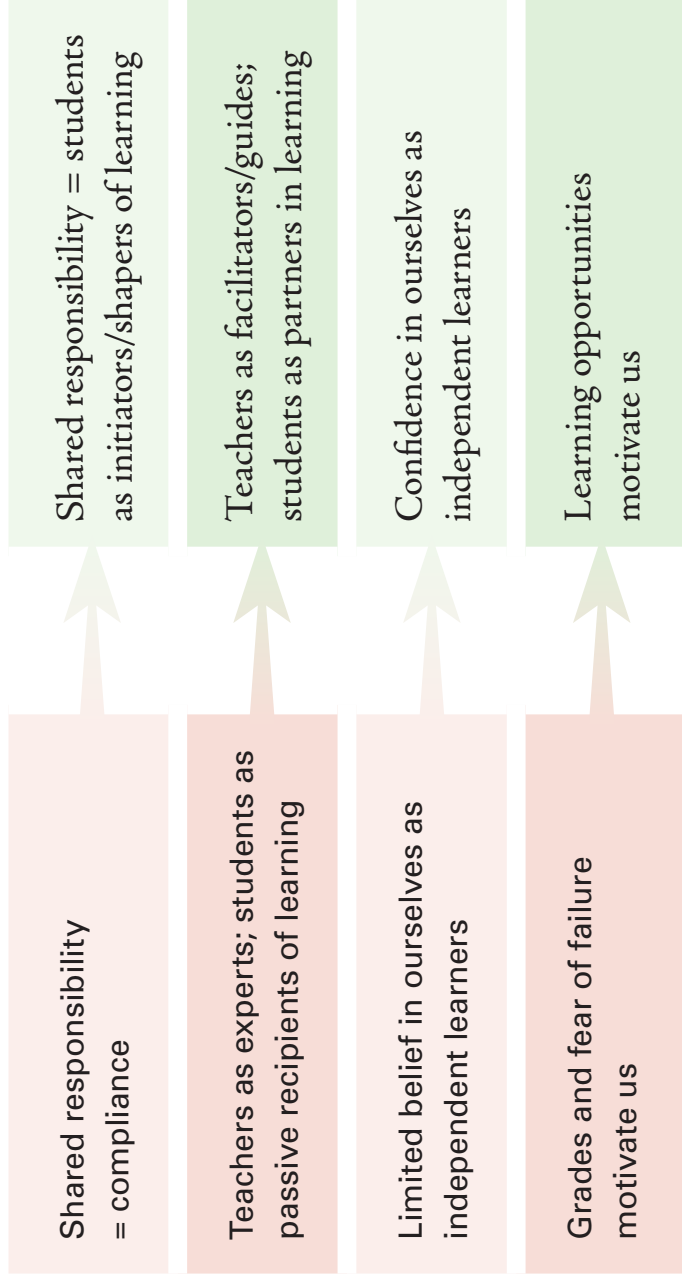 Shared responsibility
= compliance
Shared responsibility = students
as initiators/shapers of learning
Teachers as experts; students as
passive recipients of learning
Teachers as facilitators/guides;
students as partners in learning
Limited belief in ourselves as
independent learners
Confidence in ourselves as
independent learners
Grades and fear of failure
motivate us
Learning opportunities
motivate us